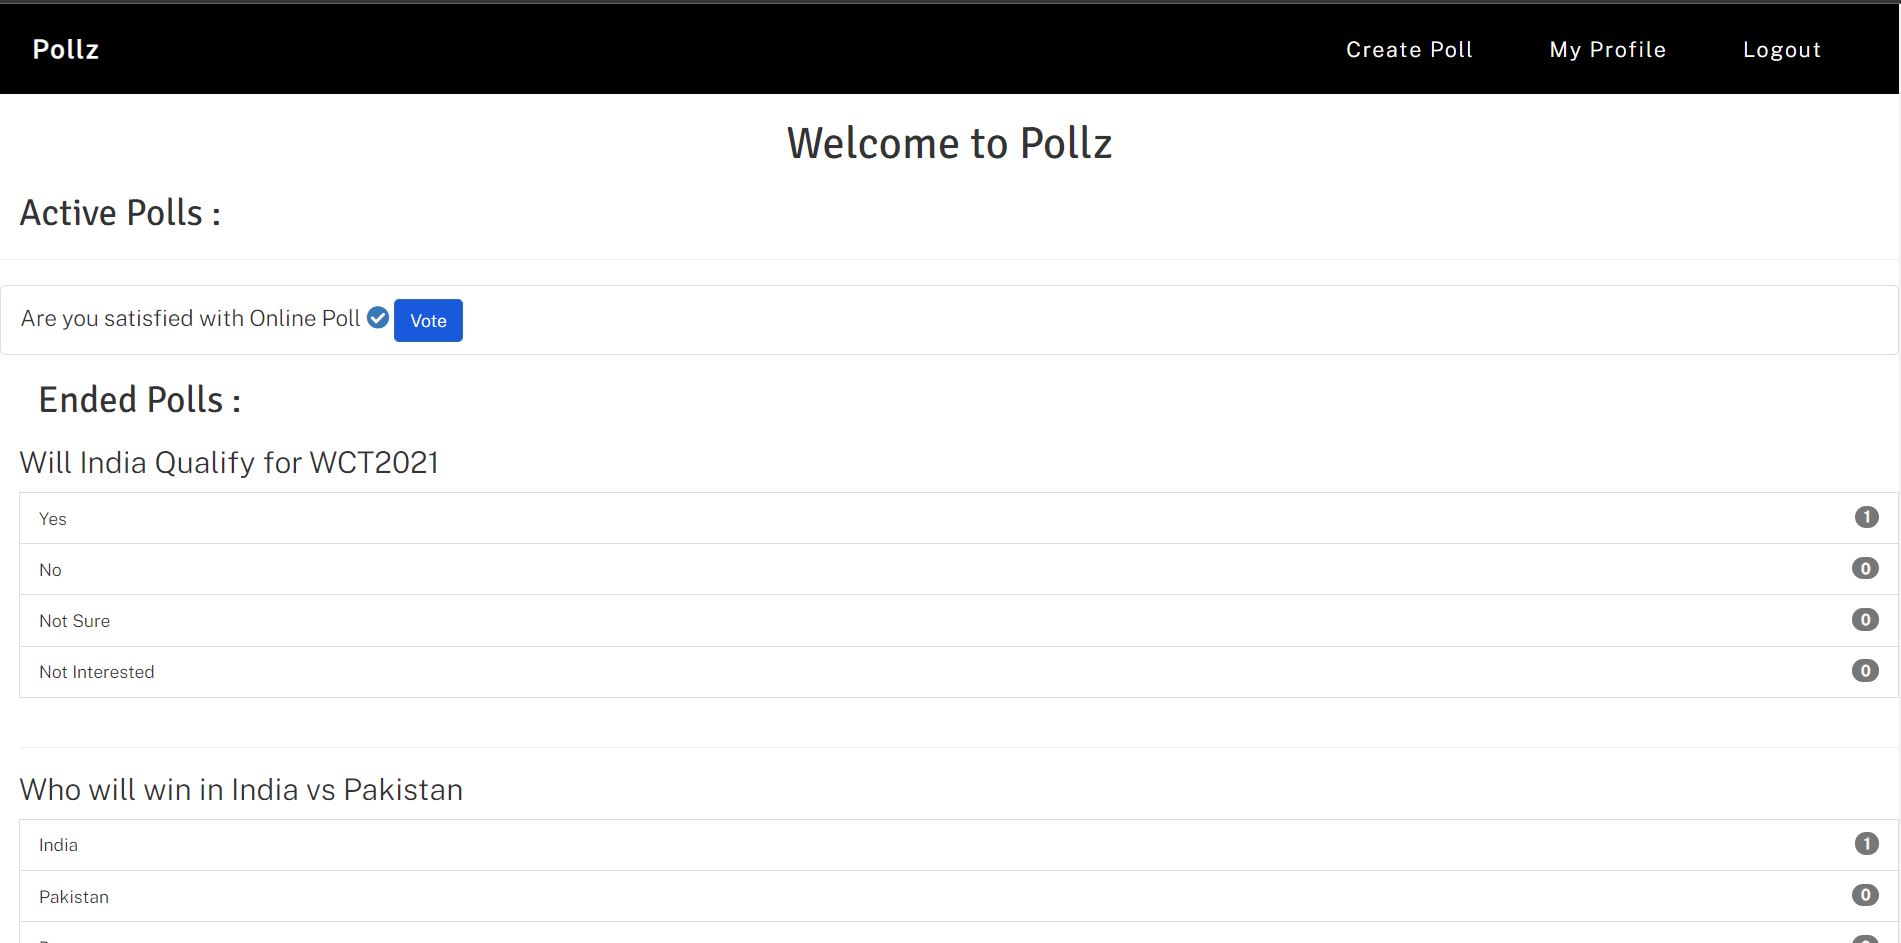 Pollz
Create Poll
My Profile
Logout
Welcome to Pollz
Active Polls :
Are you satisfied with Online Poll Vote
Ended Polls :
Will India Qualify for WCT2021
Yes 1
No 0
Not Sure 0
Not Interested 0
Who will win in India vs Pakistan
India 1
Pakistan 0